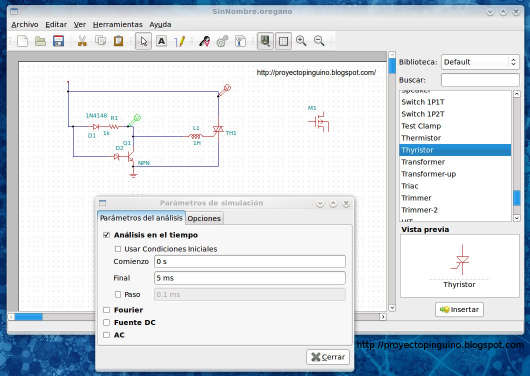 SinNombre.oregano
Archivo Editar Ver Herramientas Ayuda
http://proyectopinguino.blogspot.com/
Biblioteca: Default
Buscar:
Speaker
Switch 1P1T
Switch 1P2T
Test Clamp
Thermistor
Thyristor
Transformer
Transformer-up
Triac
Trimmer
Trimmer-2
Vista previa
Thyristor
Insertar
1N4148
R1
D1
1k
D2
Q1
NPN
L1
1H
TH1
M1
Parámetros de simulación
Parámetros del análisis Opciones
Análisis en el tiempo
Usar Condiciones Iniciales
Comienzo 0 s
Final 5 ms
Paso 0.1 ms
Fourier
Fuente DC
AC
Cerrar
http://proyectopinguino.blogspot.com